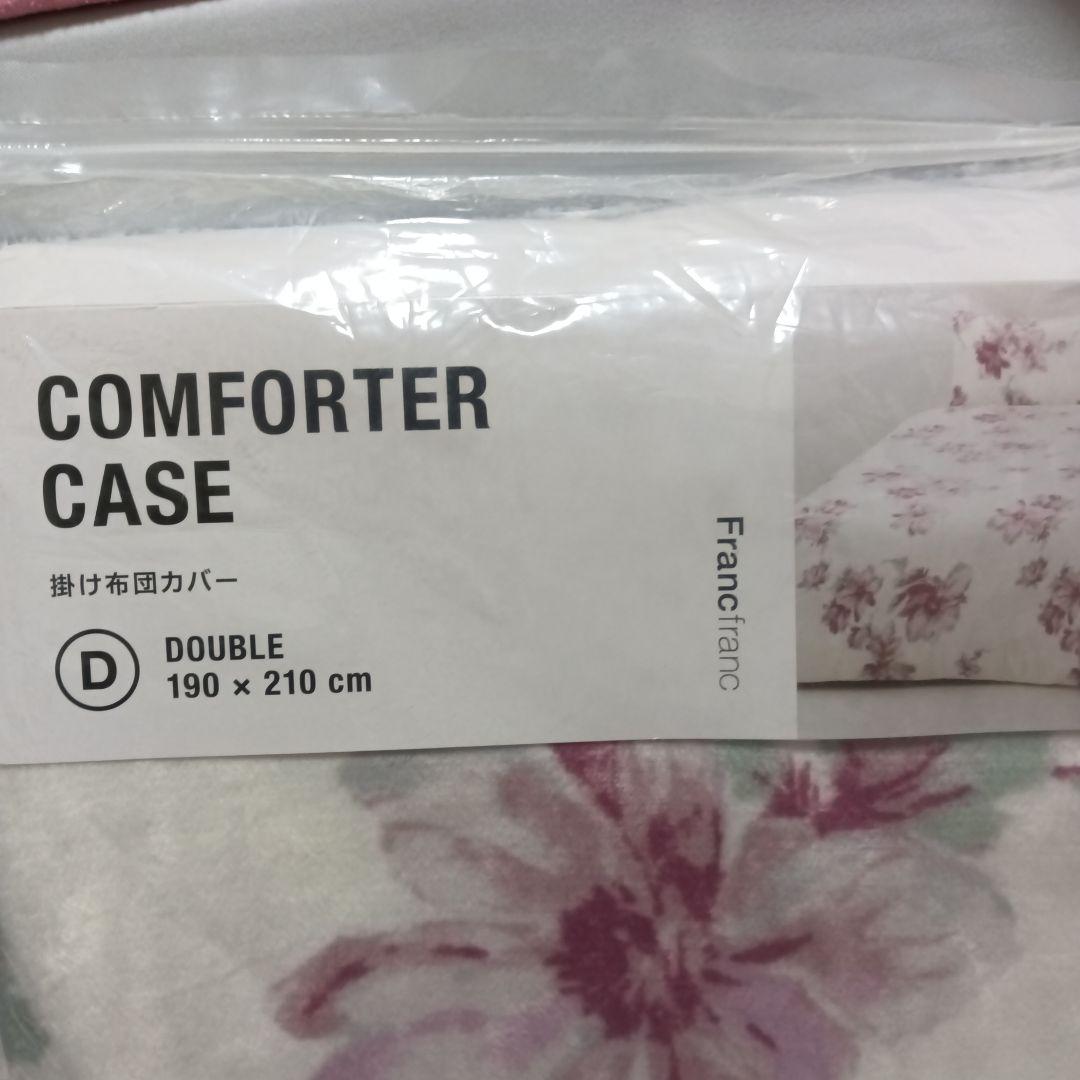 COMFORTER
CASE
掛け布団カバー
D
DOUBLE
190 × 210 cm
Francfranc